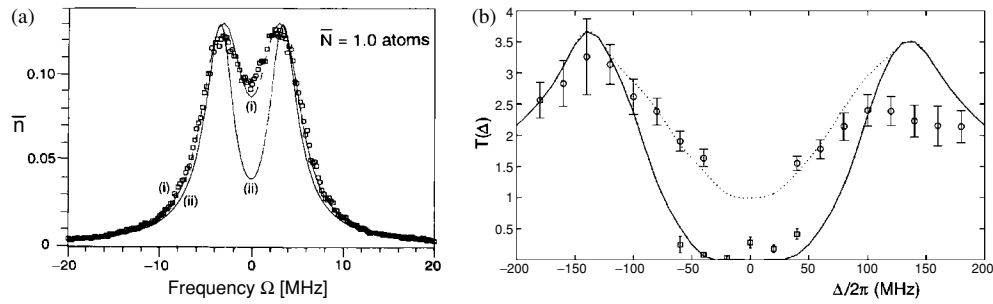 (a)
n̄
0.10
0.05
0
N̄ = 1.0 atoms
(i)
(ii)
(i)
(ii)
−20 −10 0 10 20
Frequency Ω [MHz]
(b)
T(Δ)
4
3.5
3
2.5
2
1.5
1
0.5
−200 −150 −100 −50 0 50 100 150 200
Δ/2π (MHz)